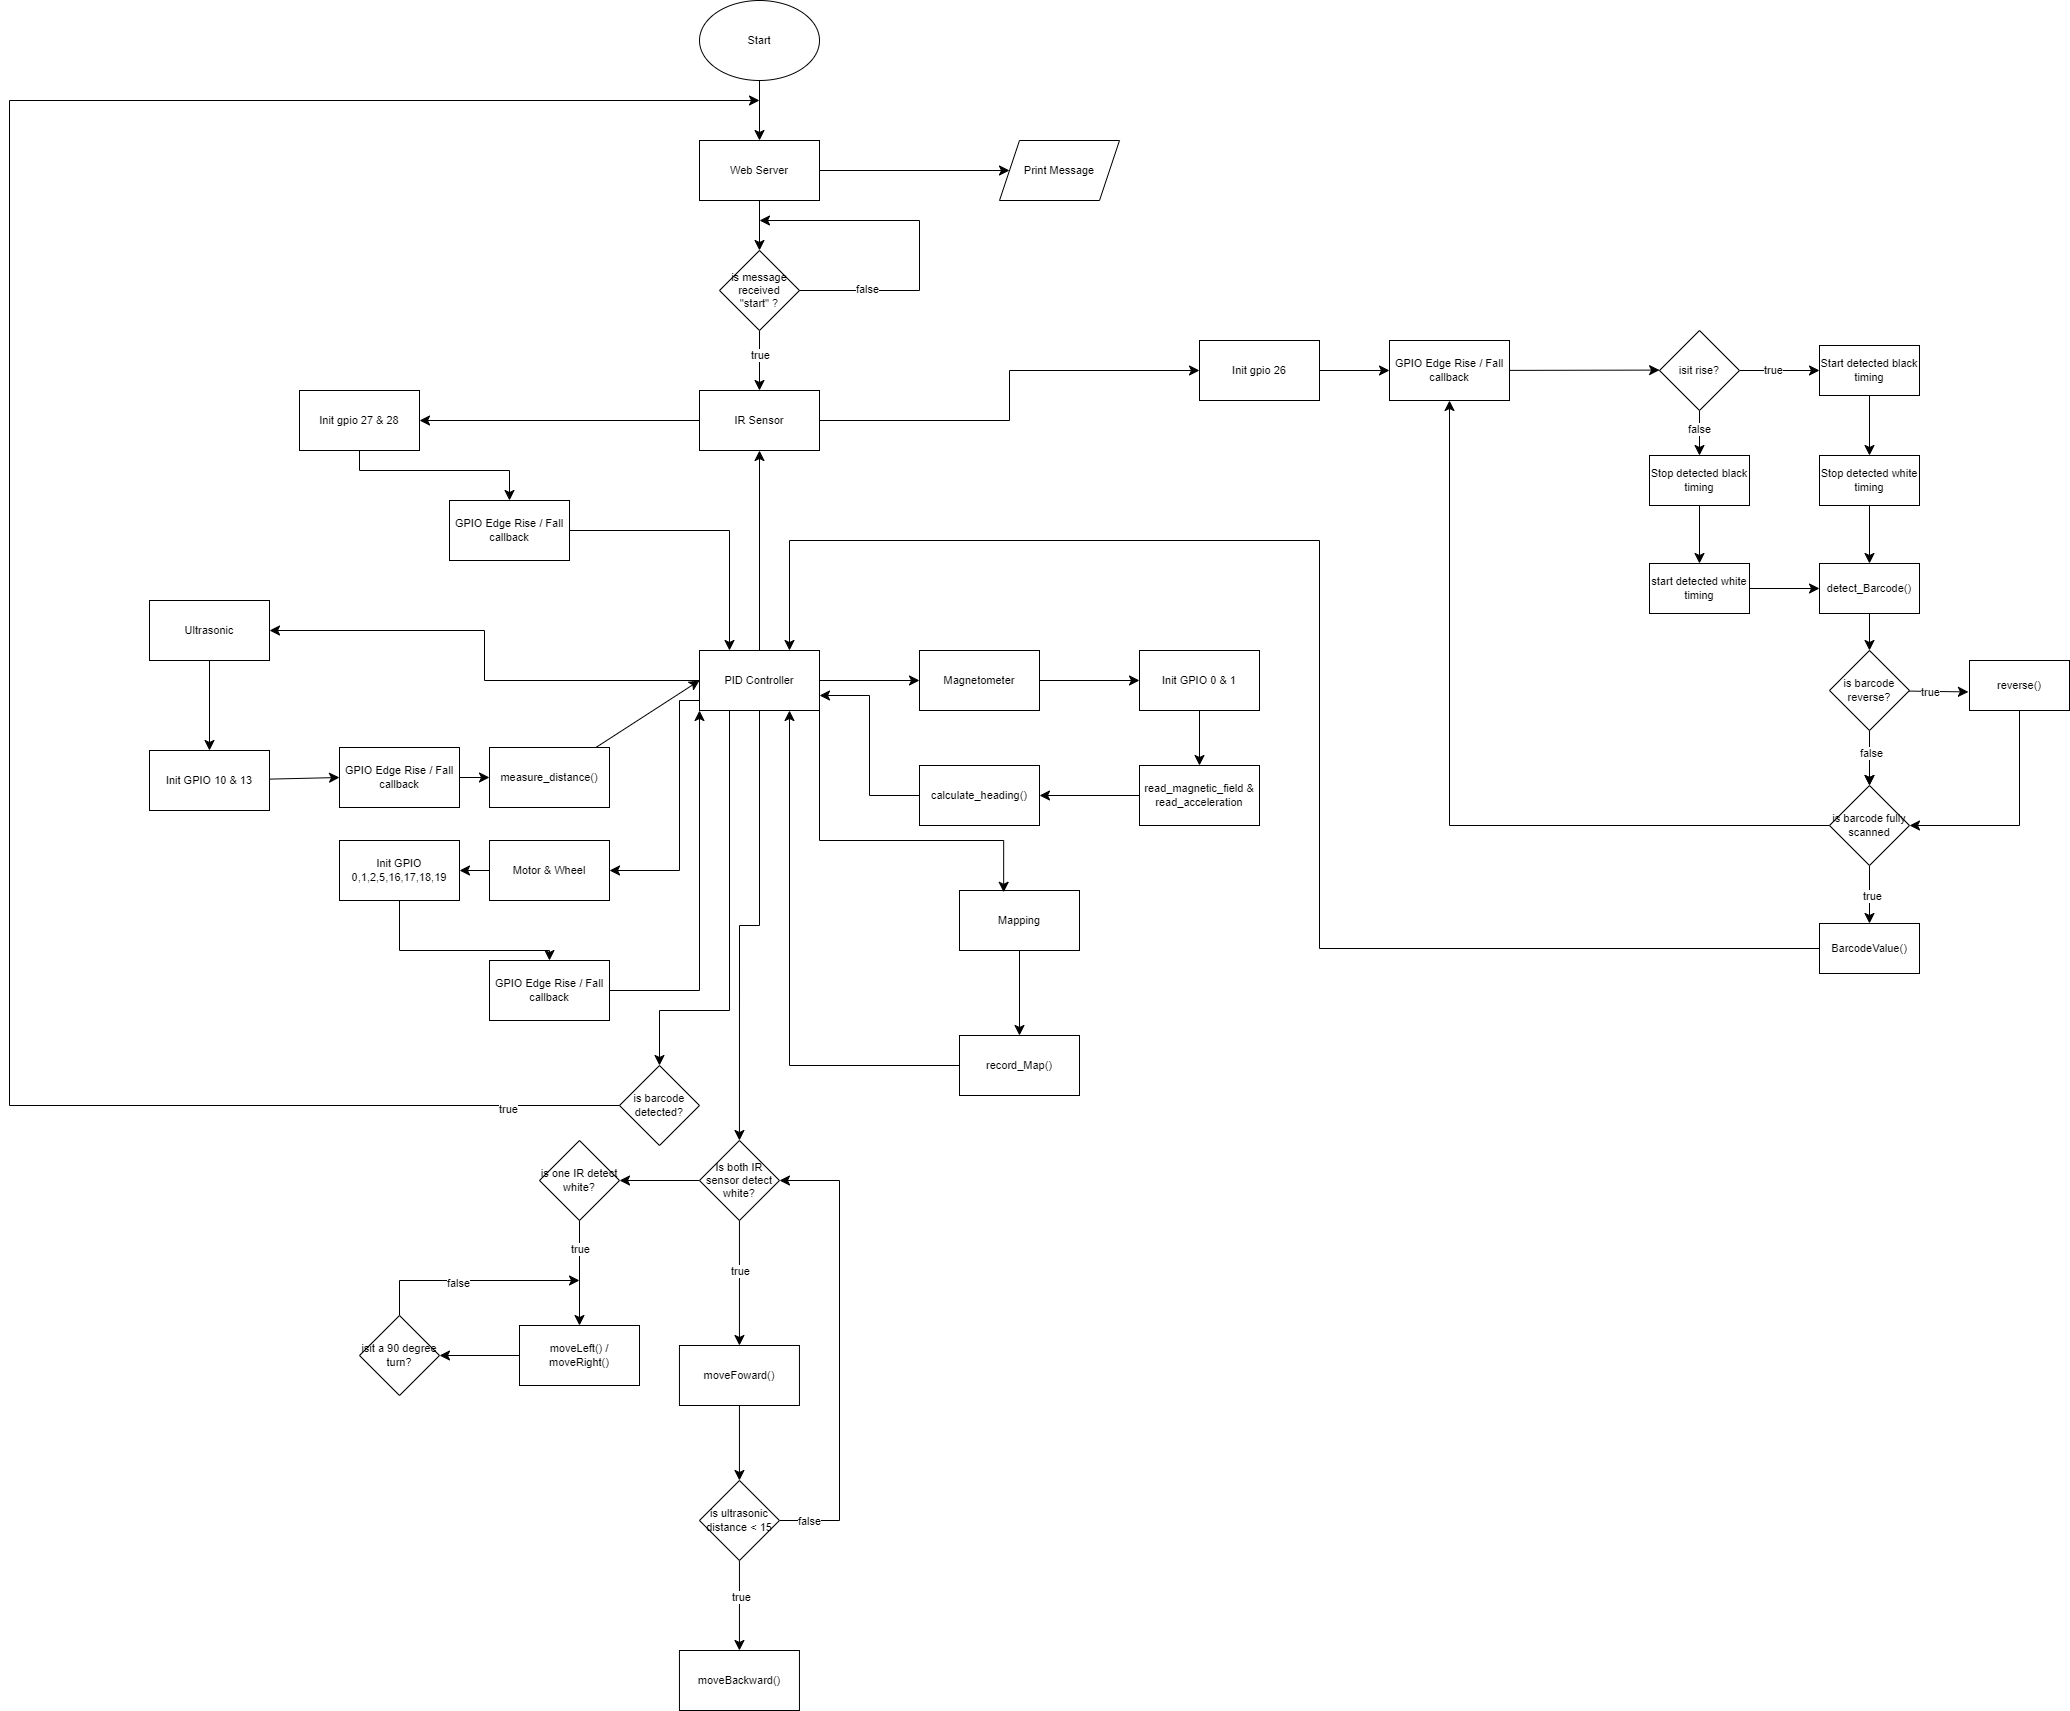 Start
Web Server
Print Message
is message
received
"start" ?
false
true
Init gpio 26
GPIO Edge Rise / Fall
callback
isit rise?
true
Start detected black
timing
Init gpio 27 & 28
IR Sensor
false
Stop detected black
timing
Stop detected white
timing
GPIO Edge Rise / Fall
callback
start detected white
timing
detect_Barcode()
Ultrasonic
PID Controller
Magnetometer
Init GPIO 0 & 1
is barcode
reverse?
true
reverse()
false
Init GPIO 10 & 13
GPIO Edge Rise / Fall
callback
measure_distance()
calculate_heading()
read_magnetic_field &
read_acceleration
is barcode fully
scanned
true
Init GPIO
0,1,2,5,16,17,18,19
Motor & Wheel
Mapping
BarcodeValue()
GPIO Edge Rise / Fall
callback
record_Map()
is barcode
detected?
true
is one IR detect
white?
Is both IR
sensor detect
white?
true
true
false
isit a 90 degree
turn?
moveLeft() /
moveRight()
moveFoward()
is ultrasonic
distance < 15
false
true
moveBackward()